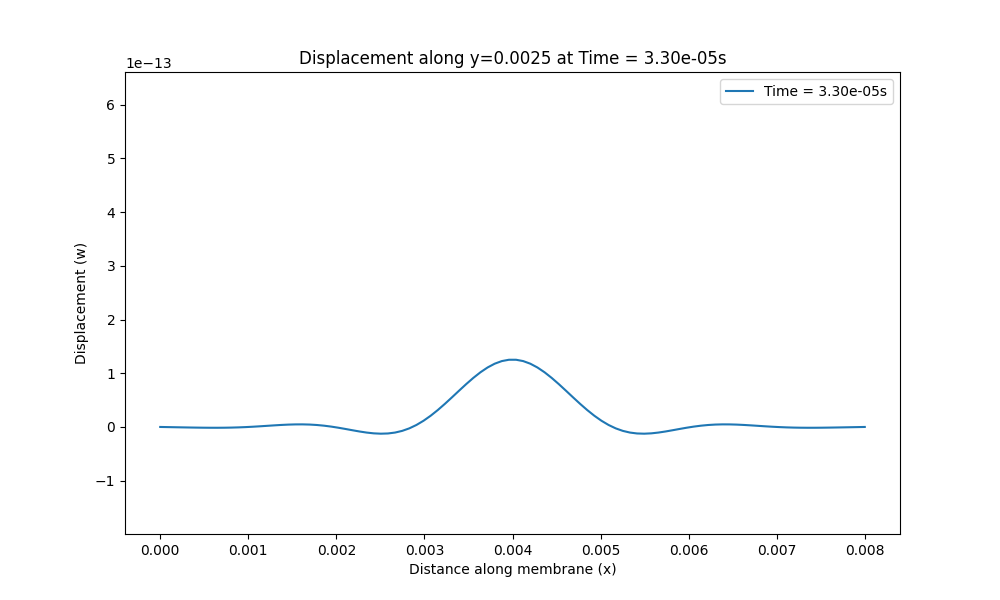 Displacement along y=0.0025 at Time = 3.30e-05s
1e−13
Time = 3.30e-05s
6
5
4
3
2
1
0
−1
Displacement (w)
0.000 0.001 0.002 0.003 0.004 0.005 0.006 0.007 0.008
Distance along membrane (x)